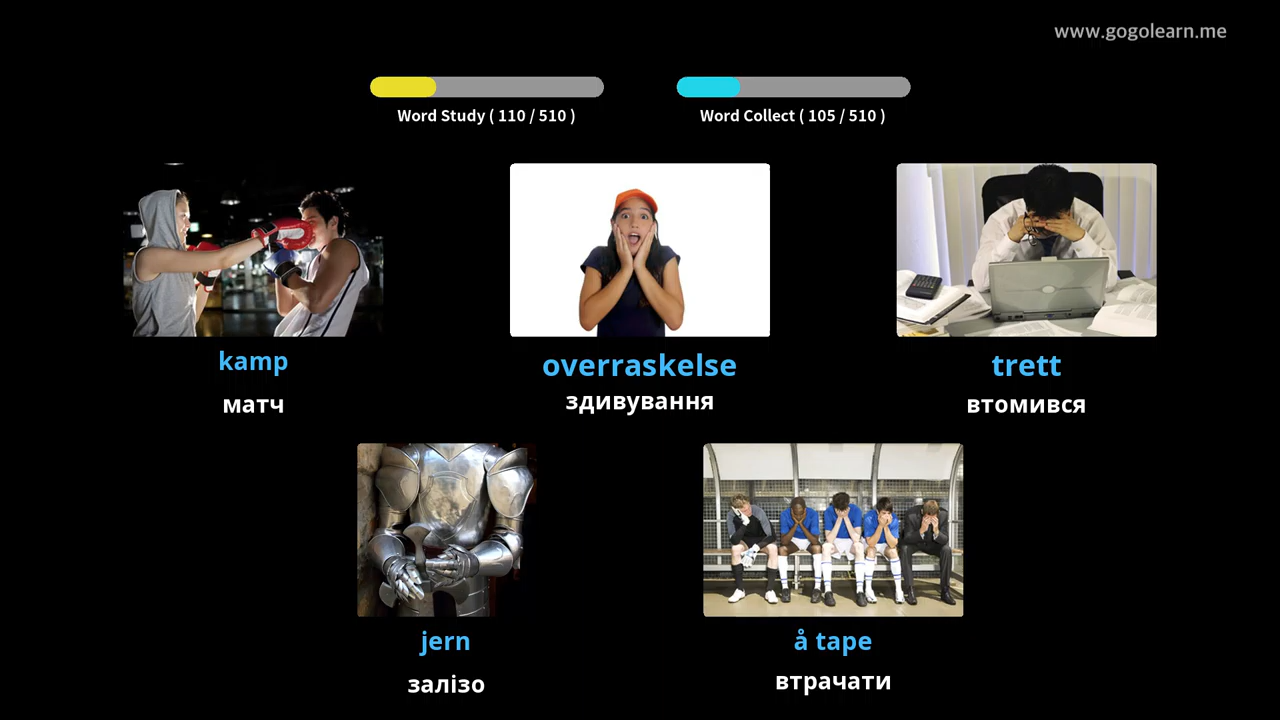 www.gogolearn.me
Word Study ( 110 / 510 )
Word Collect ( 105 / 510 )
kamp
матч
overraskelse
здивування
trett
втомився
jern
залізо
å tape
втрачати